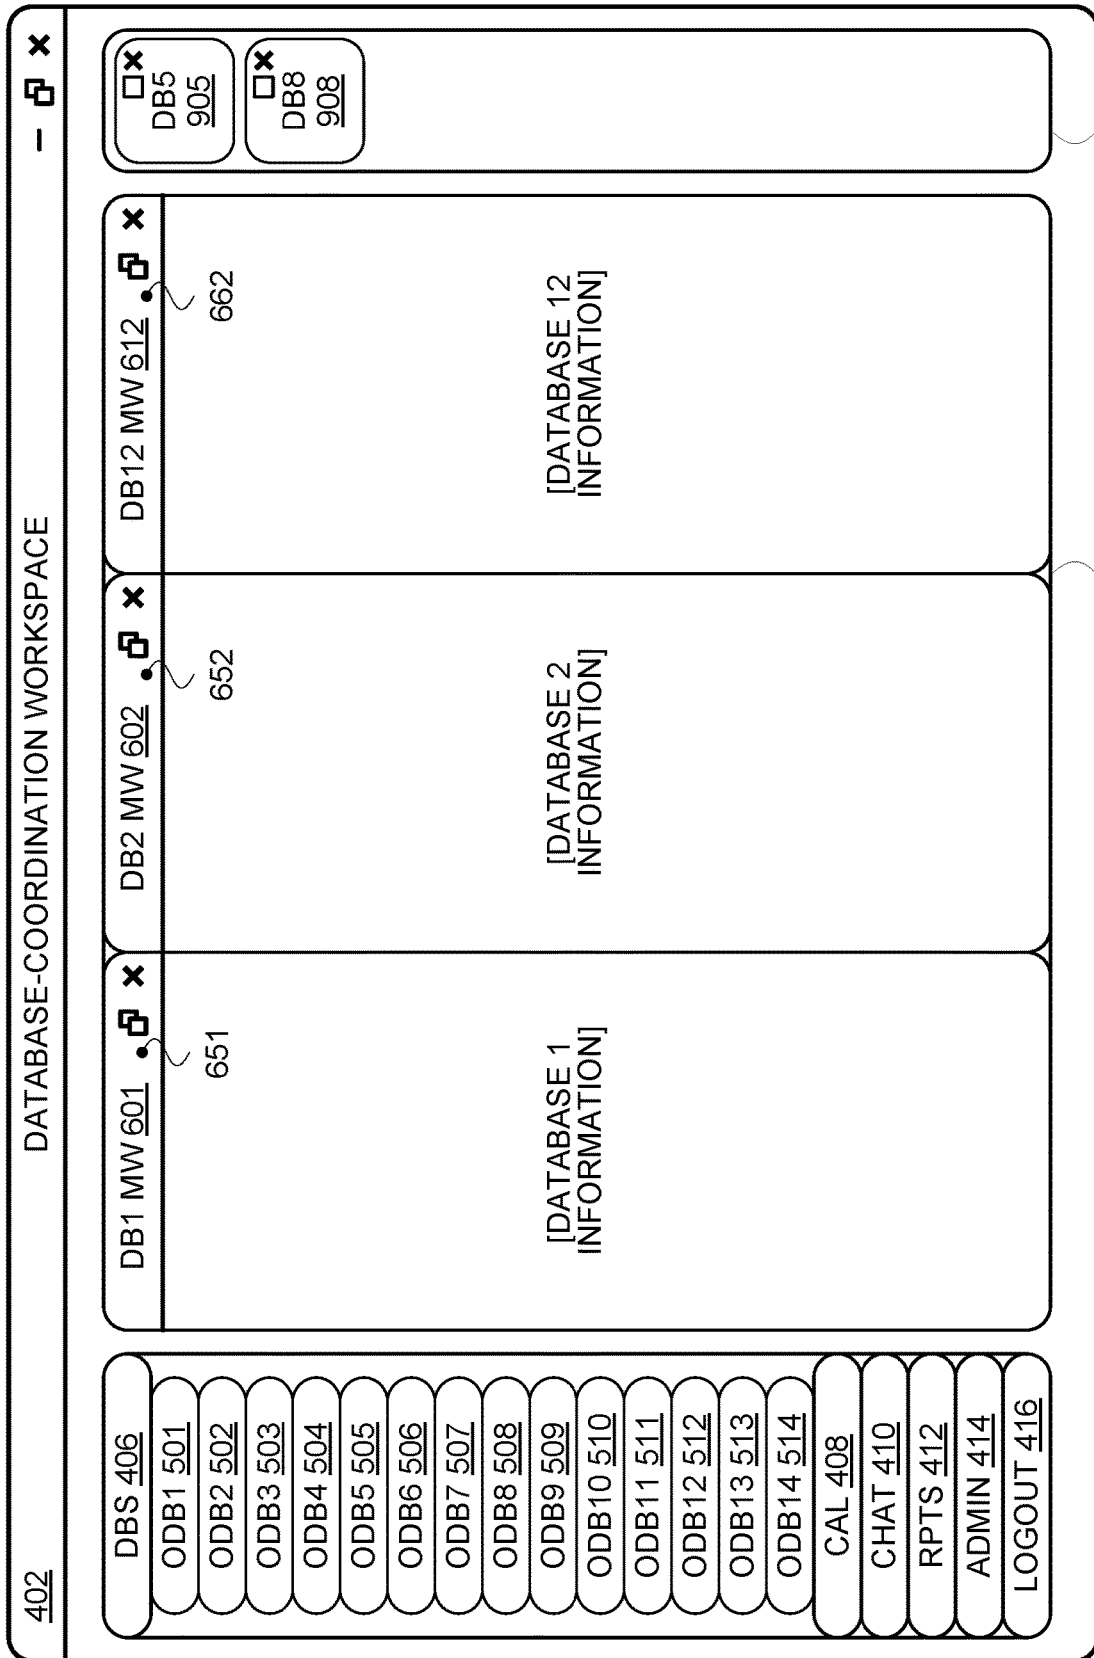 402
DATABASE-COORDINATION WORKSPACE
DBS 406
ODB1 501
ODB2 502
ODB3 503
ODB4 504
ODB5 505
ODB6 506
ODB7 507
ODB8 508
ODB9 509
ODB10 510
ODB11 511
ODB12 512
ODB13 513
ODB14 514
CAL 408
CHAT 410
RPTS 412
ADMIN 414
LOGOUT 416
DB1 MW 601
651
[DATABASE 1
INFORMATION]
DB2 MW 602
652
[DATABASE 2
INFORMATION]
DB12 MW 612
662
[DATABASE 12
INFORMATION]
DB5
905
DB8
908